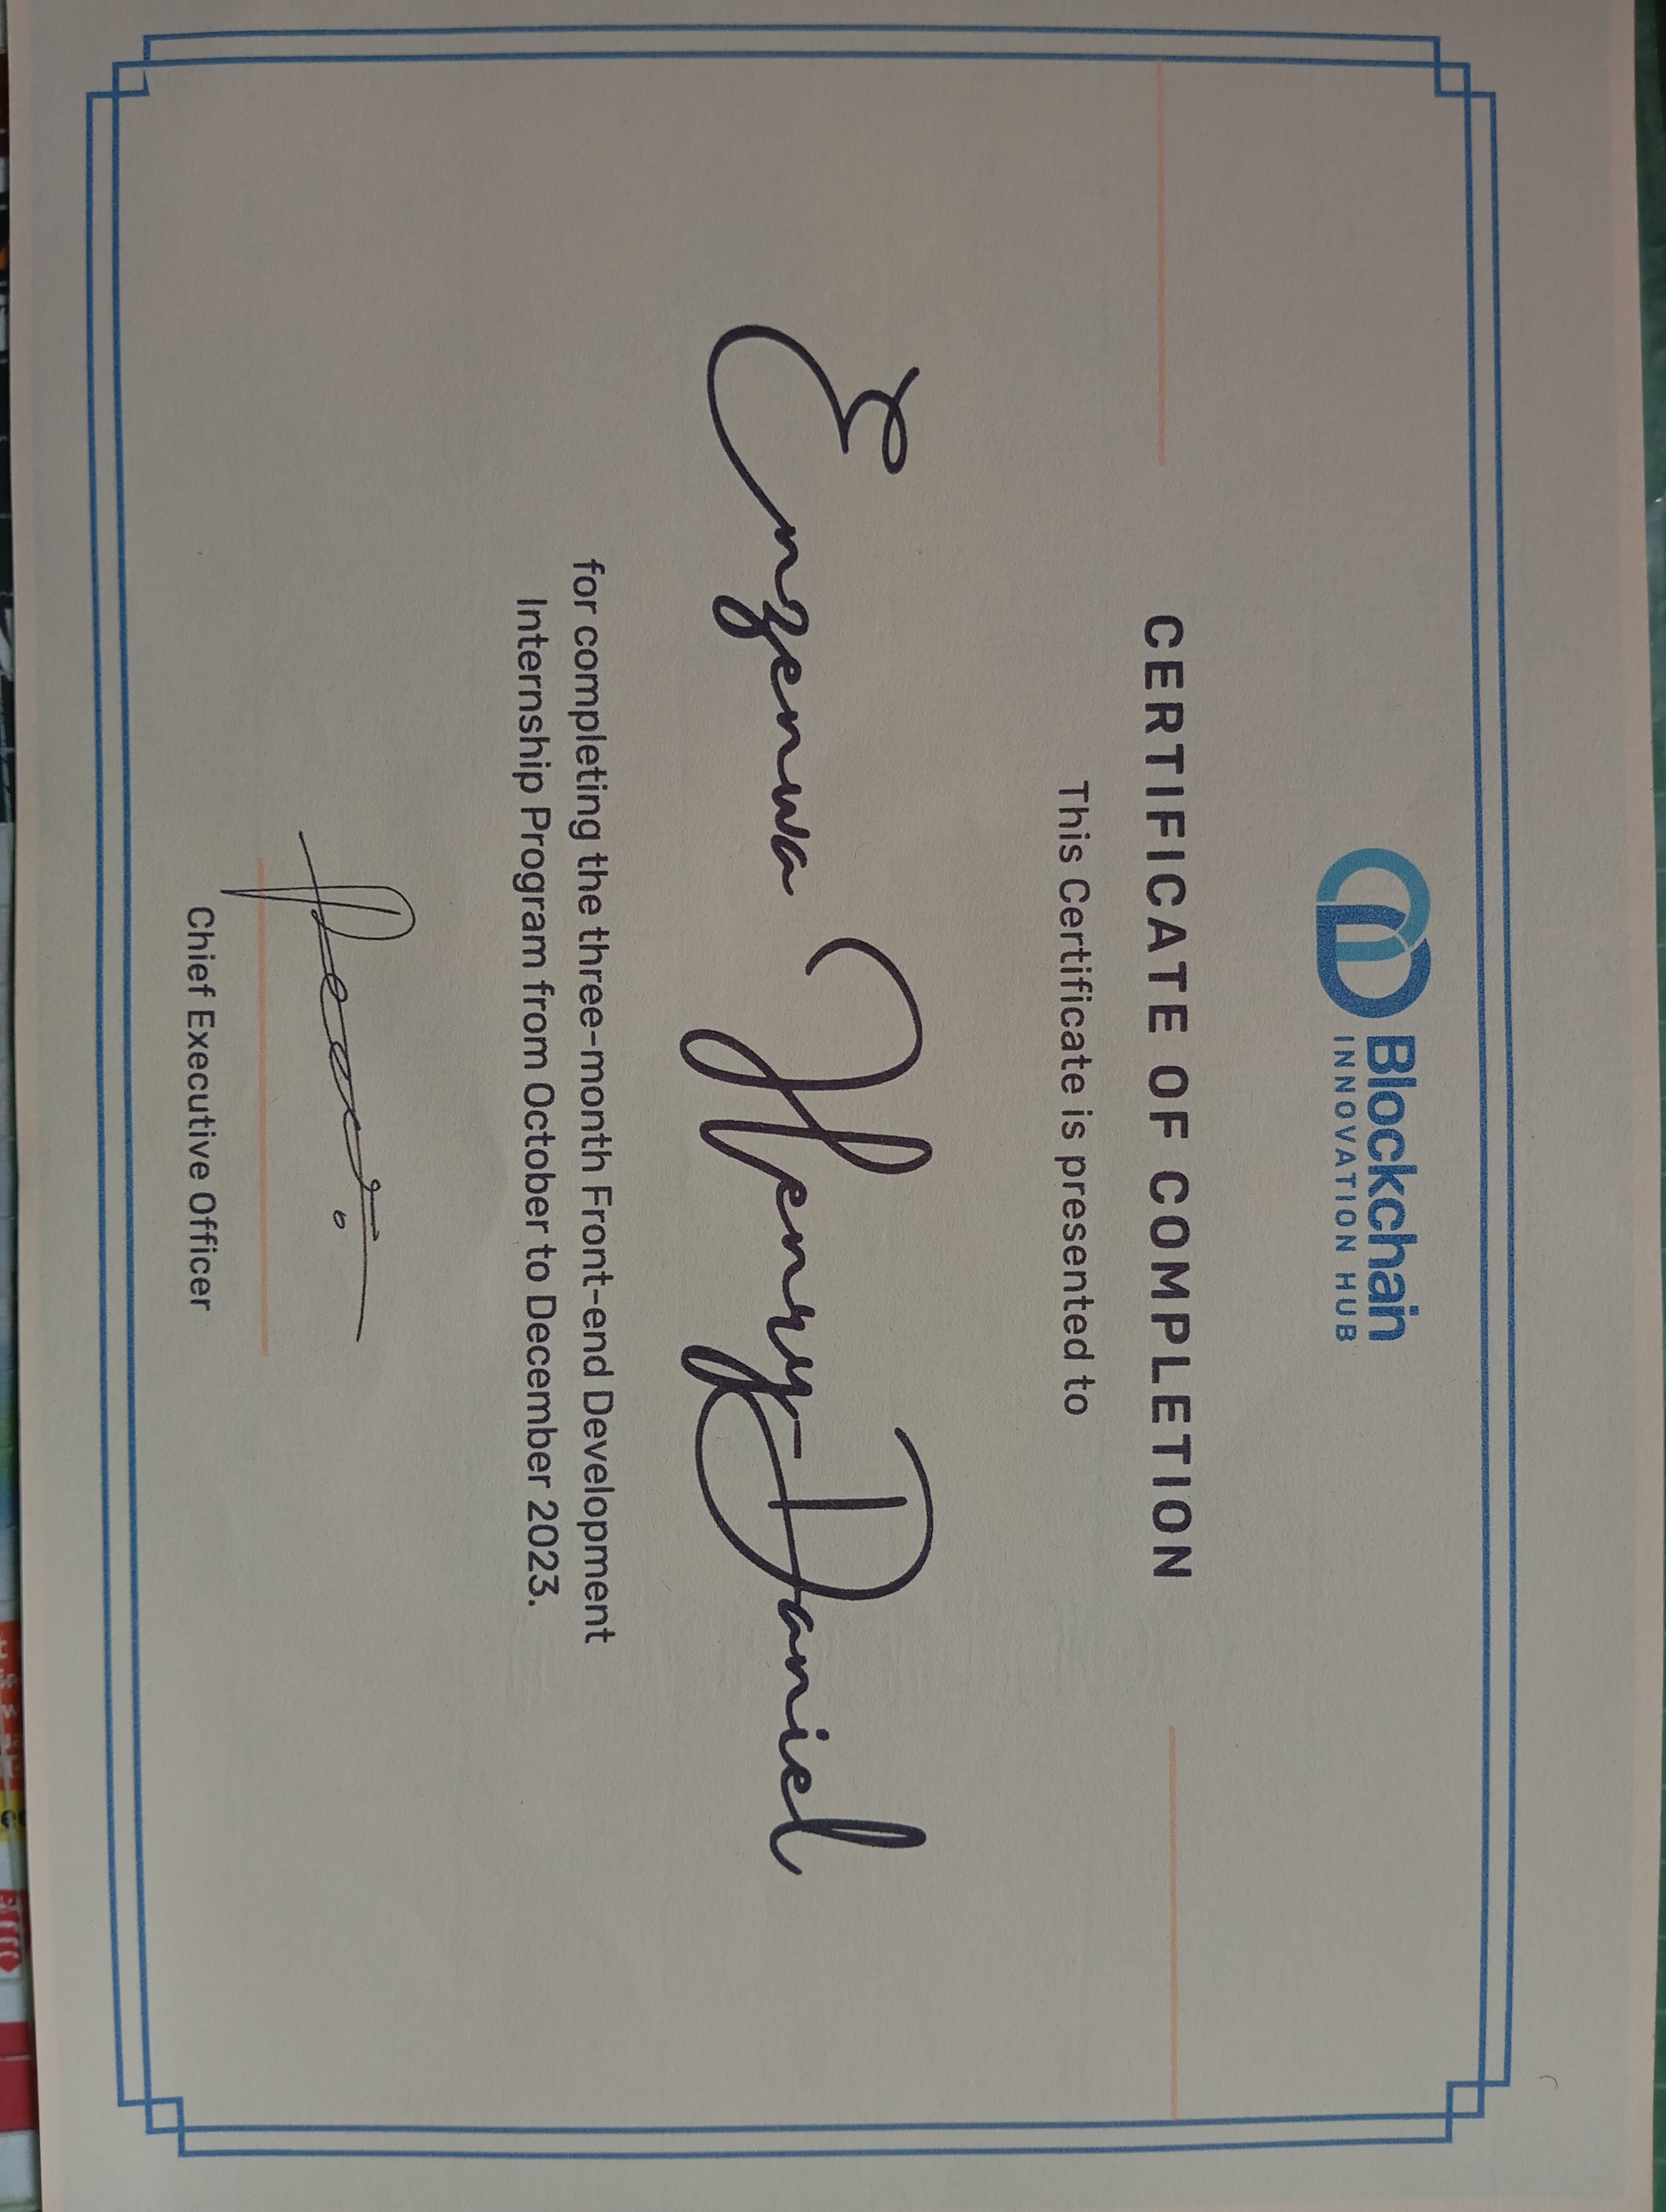 Blockchain
INNOVATION HUB
CERTIFICATE OF COMPLETION
This Certificate is presented to
Engenwa Henry Daniel
for completing the three-month Front-end Development
Internship Program from October to December 2023.
Chief Executive Officer